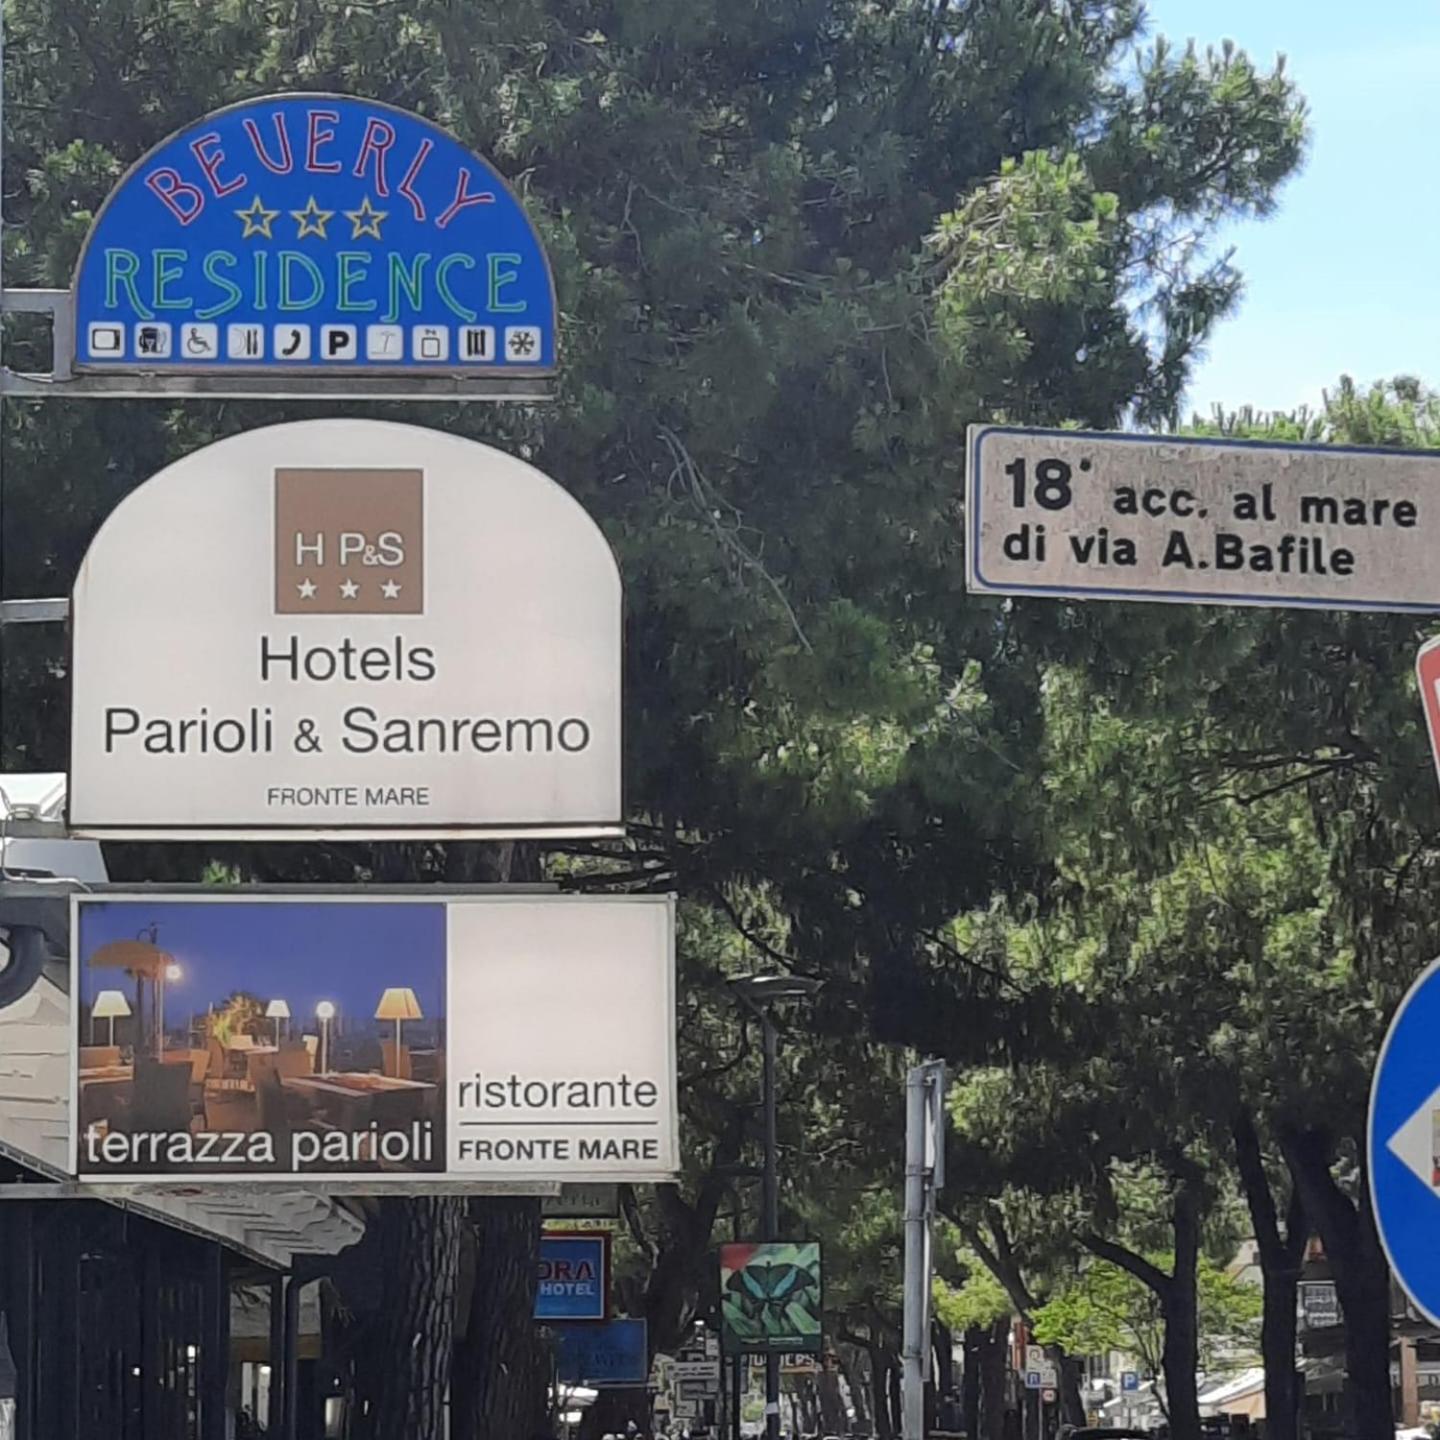 BEVERLY
RESIDENCE
P
H P&S
Hotels
Parioli & Sanremo
FRONTE MARE
18° acc. al mare
di via A.Bafile
terrazza parioli
ristorante
FRONTE MARE
HOTEL
P